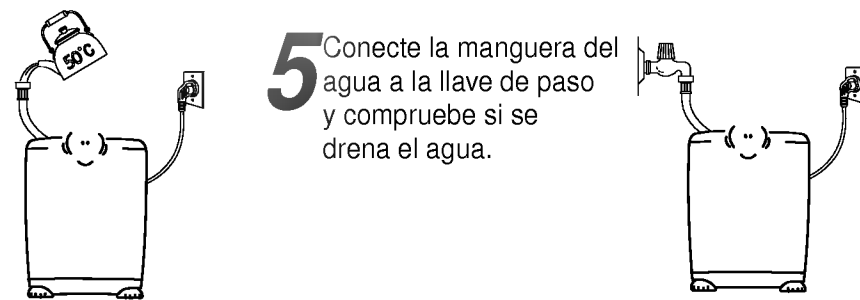 50°C
5 Conecte la manguera del
agua a la llave de paso
y compruebe si se
drena el agua.